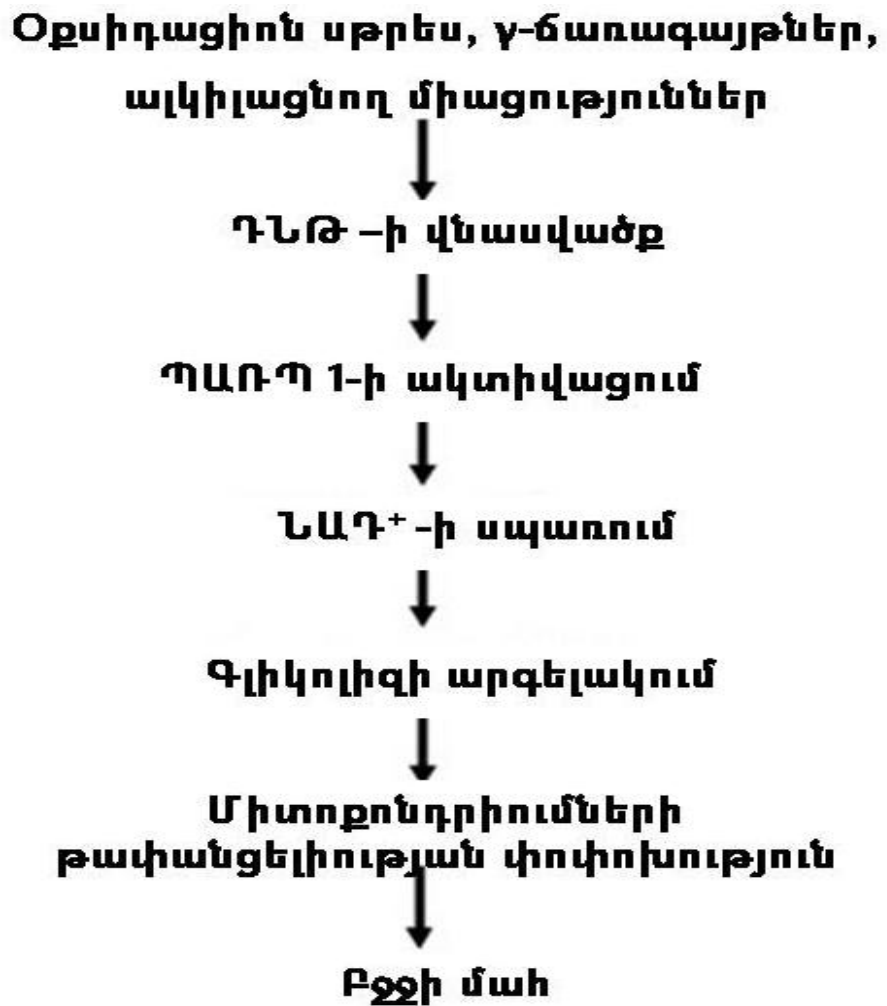 Օքսիդացիոն սթրես, γ-ճառագայթներ,
ալկիլացնող միացություններ
ԴՆԹ –ի վնասվածք
ՊԱՌՊ 1-ի ակտիվացում
ՆԱԴ⁺ -ի սպառում
Գլիկոլիզի արգելակում
Միտոքոնդրիումների
թափանցելիության փոփոխություն
Բջջի մահ